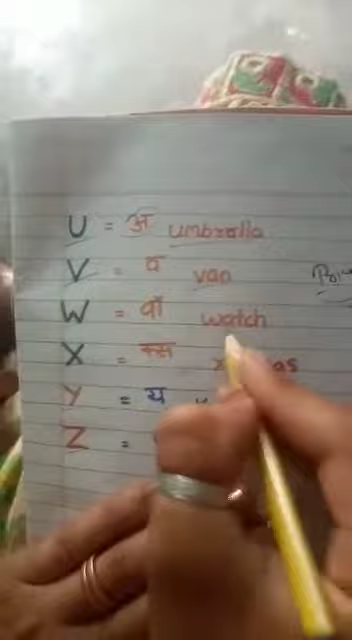 U = अ umbrella
V = व van
W = वॉ watch
X = क्स
Y = य
Z =